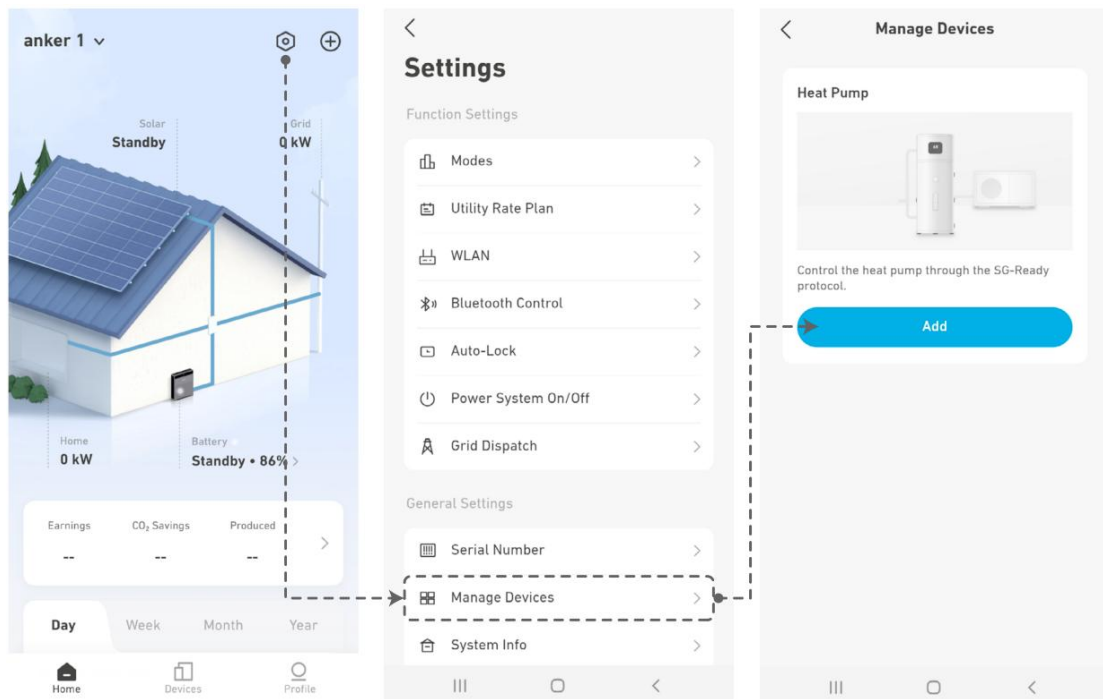 anker 1
Solar
Standby
Grid
0 kW
Home
0 kW
Battery
Standby • 86%
Earnings
CO₂ Savings
Produced
--
--
--
Day
Week
Month
Year
Home
Devices
Profile
Settings
Function Settings
Modes
Utility Rate Plan
WLAN
Bluetooth Control
Auto-Lock
Power System On/Off
Grid Dispatch
General Settings
Serial Number
Manage Devices
System Info
Manage Devices
Heat Pump
Control the heat pump through the SG-Ready
protocol.
Add